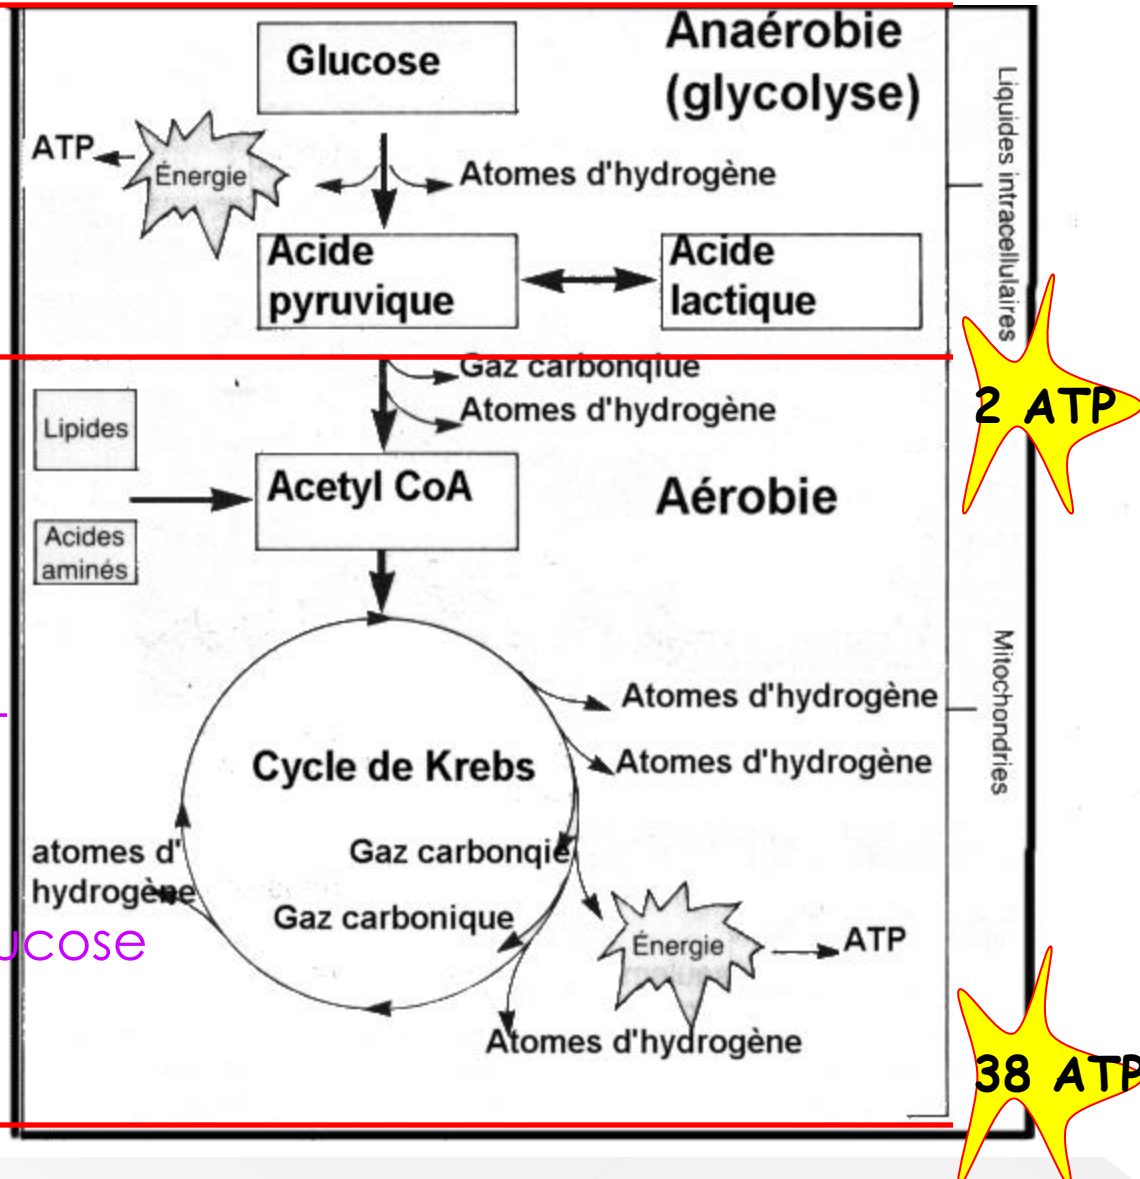 Glucose
Anaérobie
(glycolyse)
ATP
Énergie
Atomes d'hydrogène
Liquides intracellulaires
Acide
pyruvique
Acide
lactique
2 ATP
Gaz carbonqiue
Atomes d'hydrogène
Lipides
Acetyl CoA
Aérobie
Acides
aminés
Atomes d'hydrogène
Mitochondries
Cycle de Krebs
Atomes d'hydrogène
atomes d'
hydrogène
Gaz carbonqie
Gaz carbonique
ucose
Énergie
ATP
Atomes d'hydrogène
38 ATP